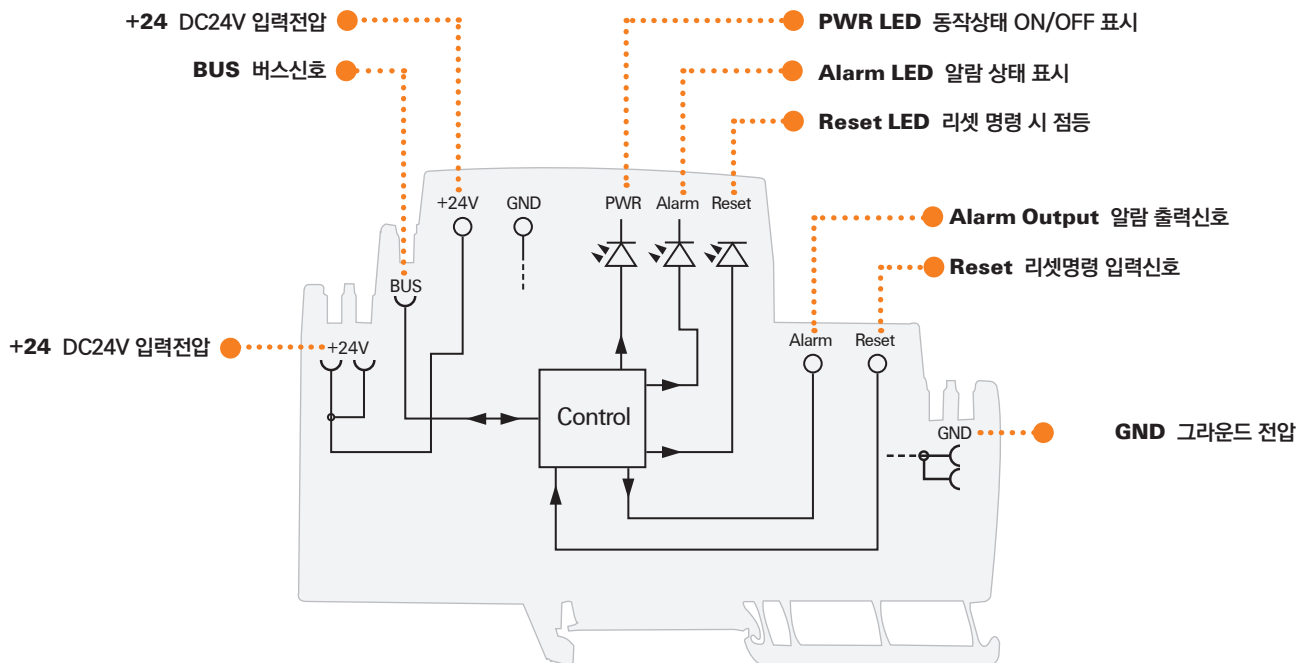 +24 DC24V 입력전압
PWR LED 동작상태 ON/OFF 표시
BUS 버스신호
Alarm LED 알람 상태 표시
Reset LED 리셋 명령 시 점등
+24V GND PWR Alarm Reset
Alarm Output 알람 출력신호
Reset 리셋명령 입력신호
BUS
+24 DC24V 입력전압
+24V
Alarm Reset
Control
GND
GND 그라운드 전압